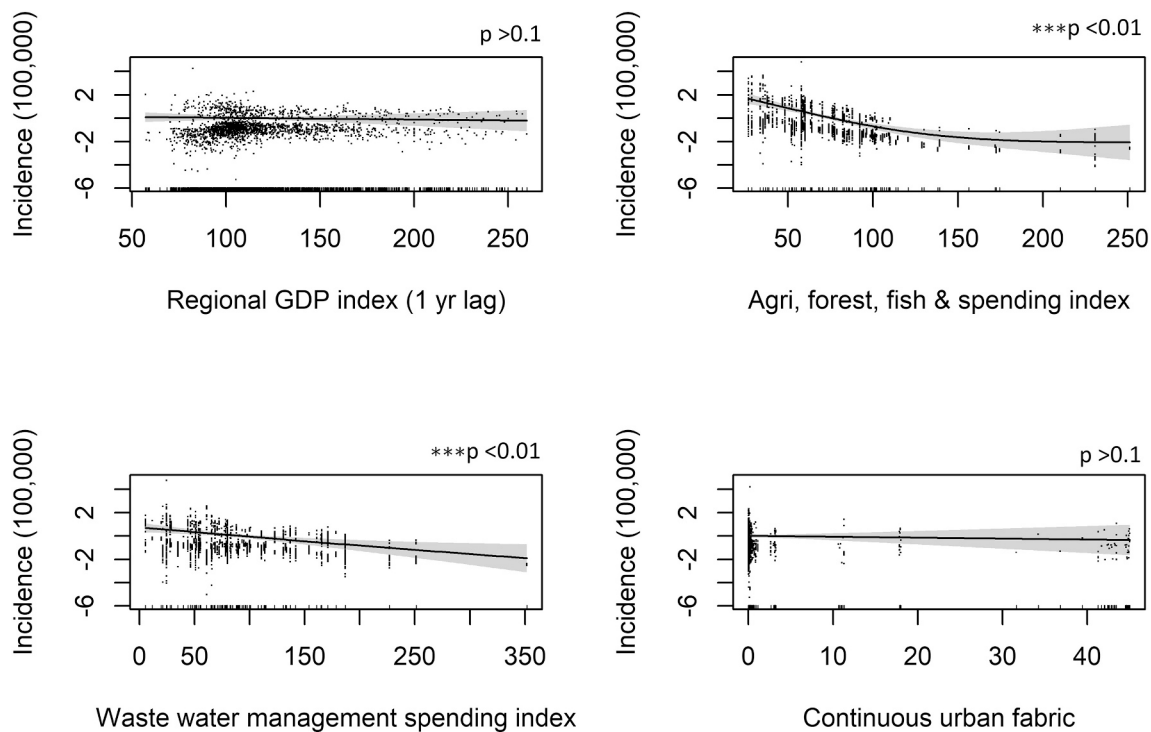 p >0.1
Incidence (100,000)
2
-2
-6
50 100 150 200 250
Regional GDP index (1 yr lag)
***p <0.01
Incidence (100,000)
2
-2
-6
50 100 150 200 250
Agri, forest, fish & spending index
***p <0.01
Incidence (100,000)
2
-2
-6
0 50 150 250 350
Waste water management spending index
p >0.1
Incidence (100,000)
2
-2
-6
0 10 20 30 40
Continuous urban fabric